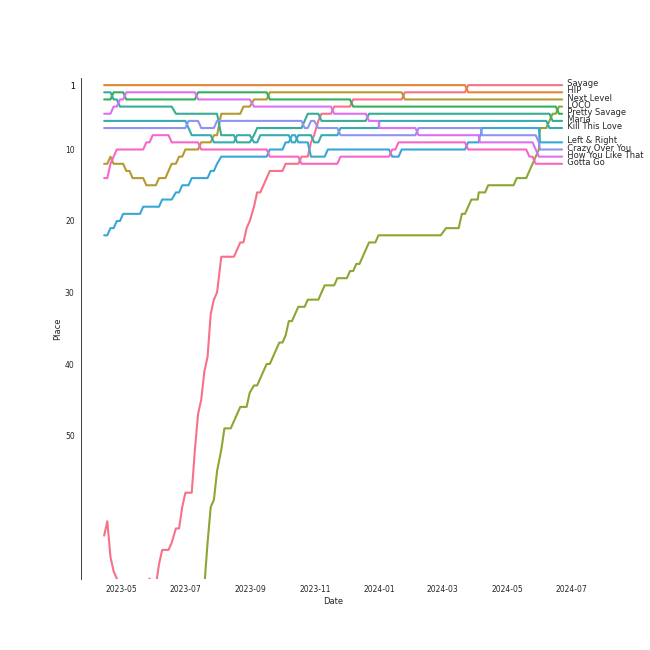 1
10
20
30
40
50
Place
2023-05
2023-07
2023-09
2023-11
2024-01
2024-03
2024-05
2024-07
Date
Savage
HIP
Next Level
LOCO
Pretty Savage
Maria
Kill This Love
Left & Right
Crazy Over You
How You Like That
Gotta Go